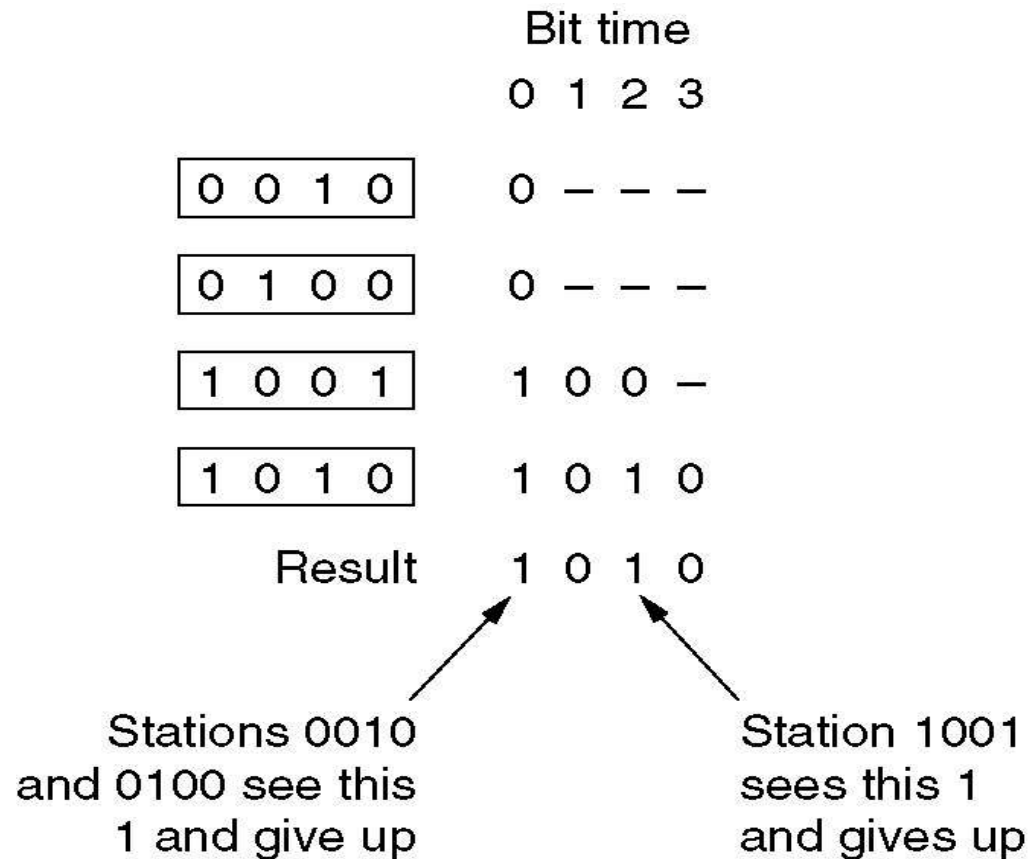 Bit time
0 1 2 3
0 0 1 0 0 – – –
0 1 0 0 0 – – –
1 0 0 1 1 0 0 –
1 0 1 0 1 0 1 0
Result 1 0 1 0
Stations 0010
and 0100 see this
1 and give up
Station 1001
sees this 1
and gives up